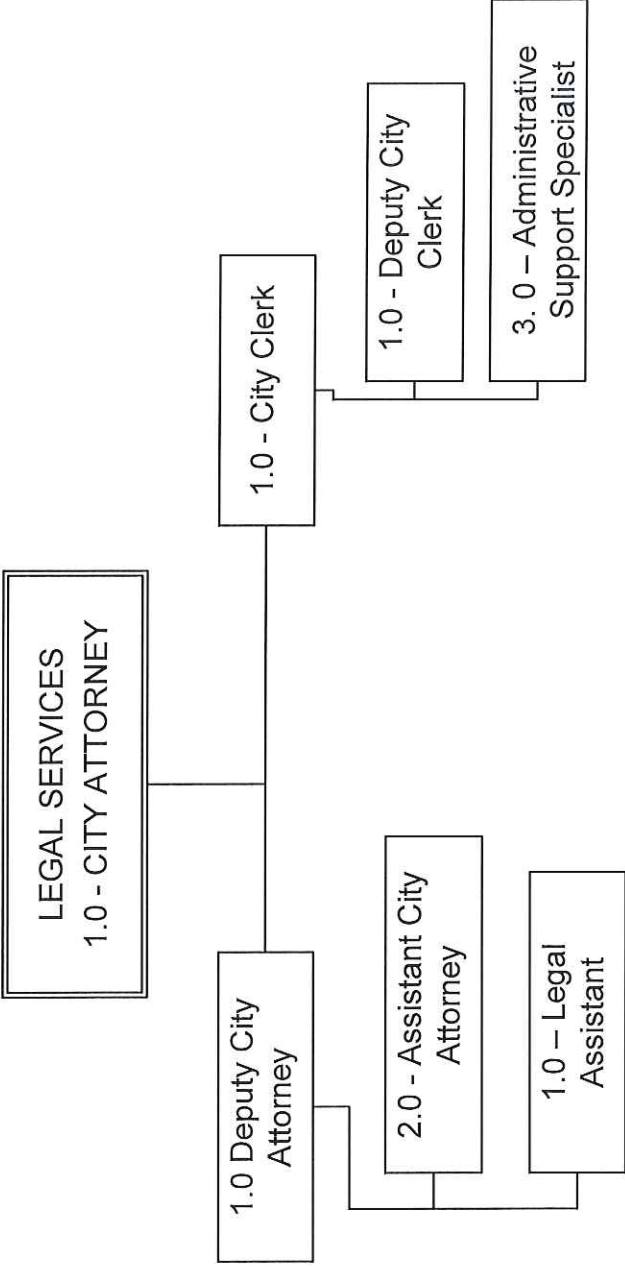 LEGAL SERVICES
1.0 - CITY ATTORNEY
1.0 Deputy City
Attorney
2.0 - Assistant City
Attorney
1.0 – Legal
Assistant
1.0 - City Clerk
1.0 - Deputy City
Clerk
3. 0 – Administrative
Support Specialist